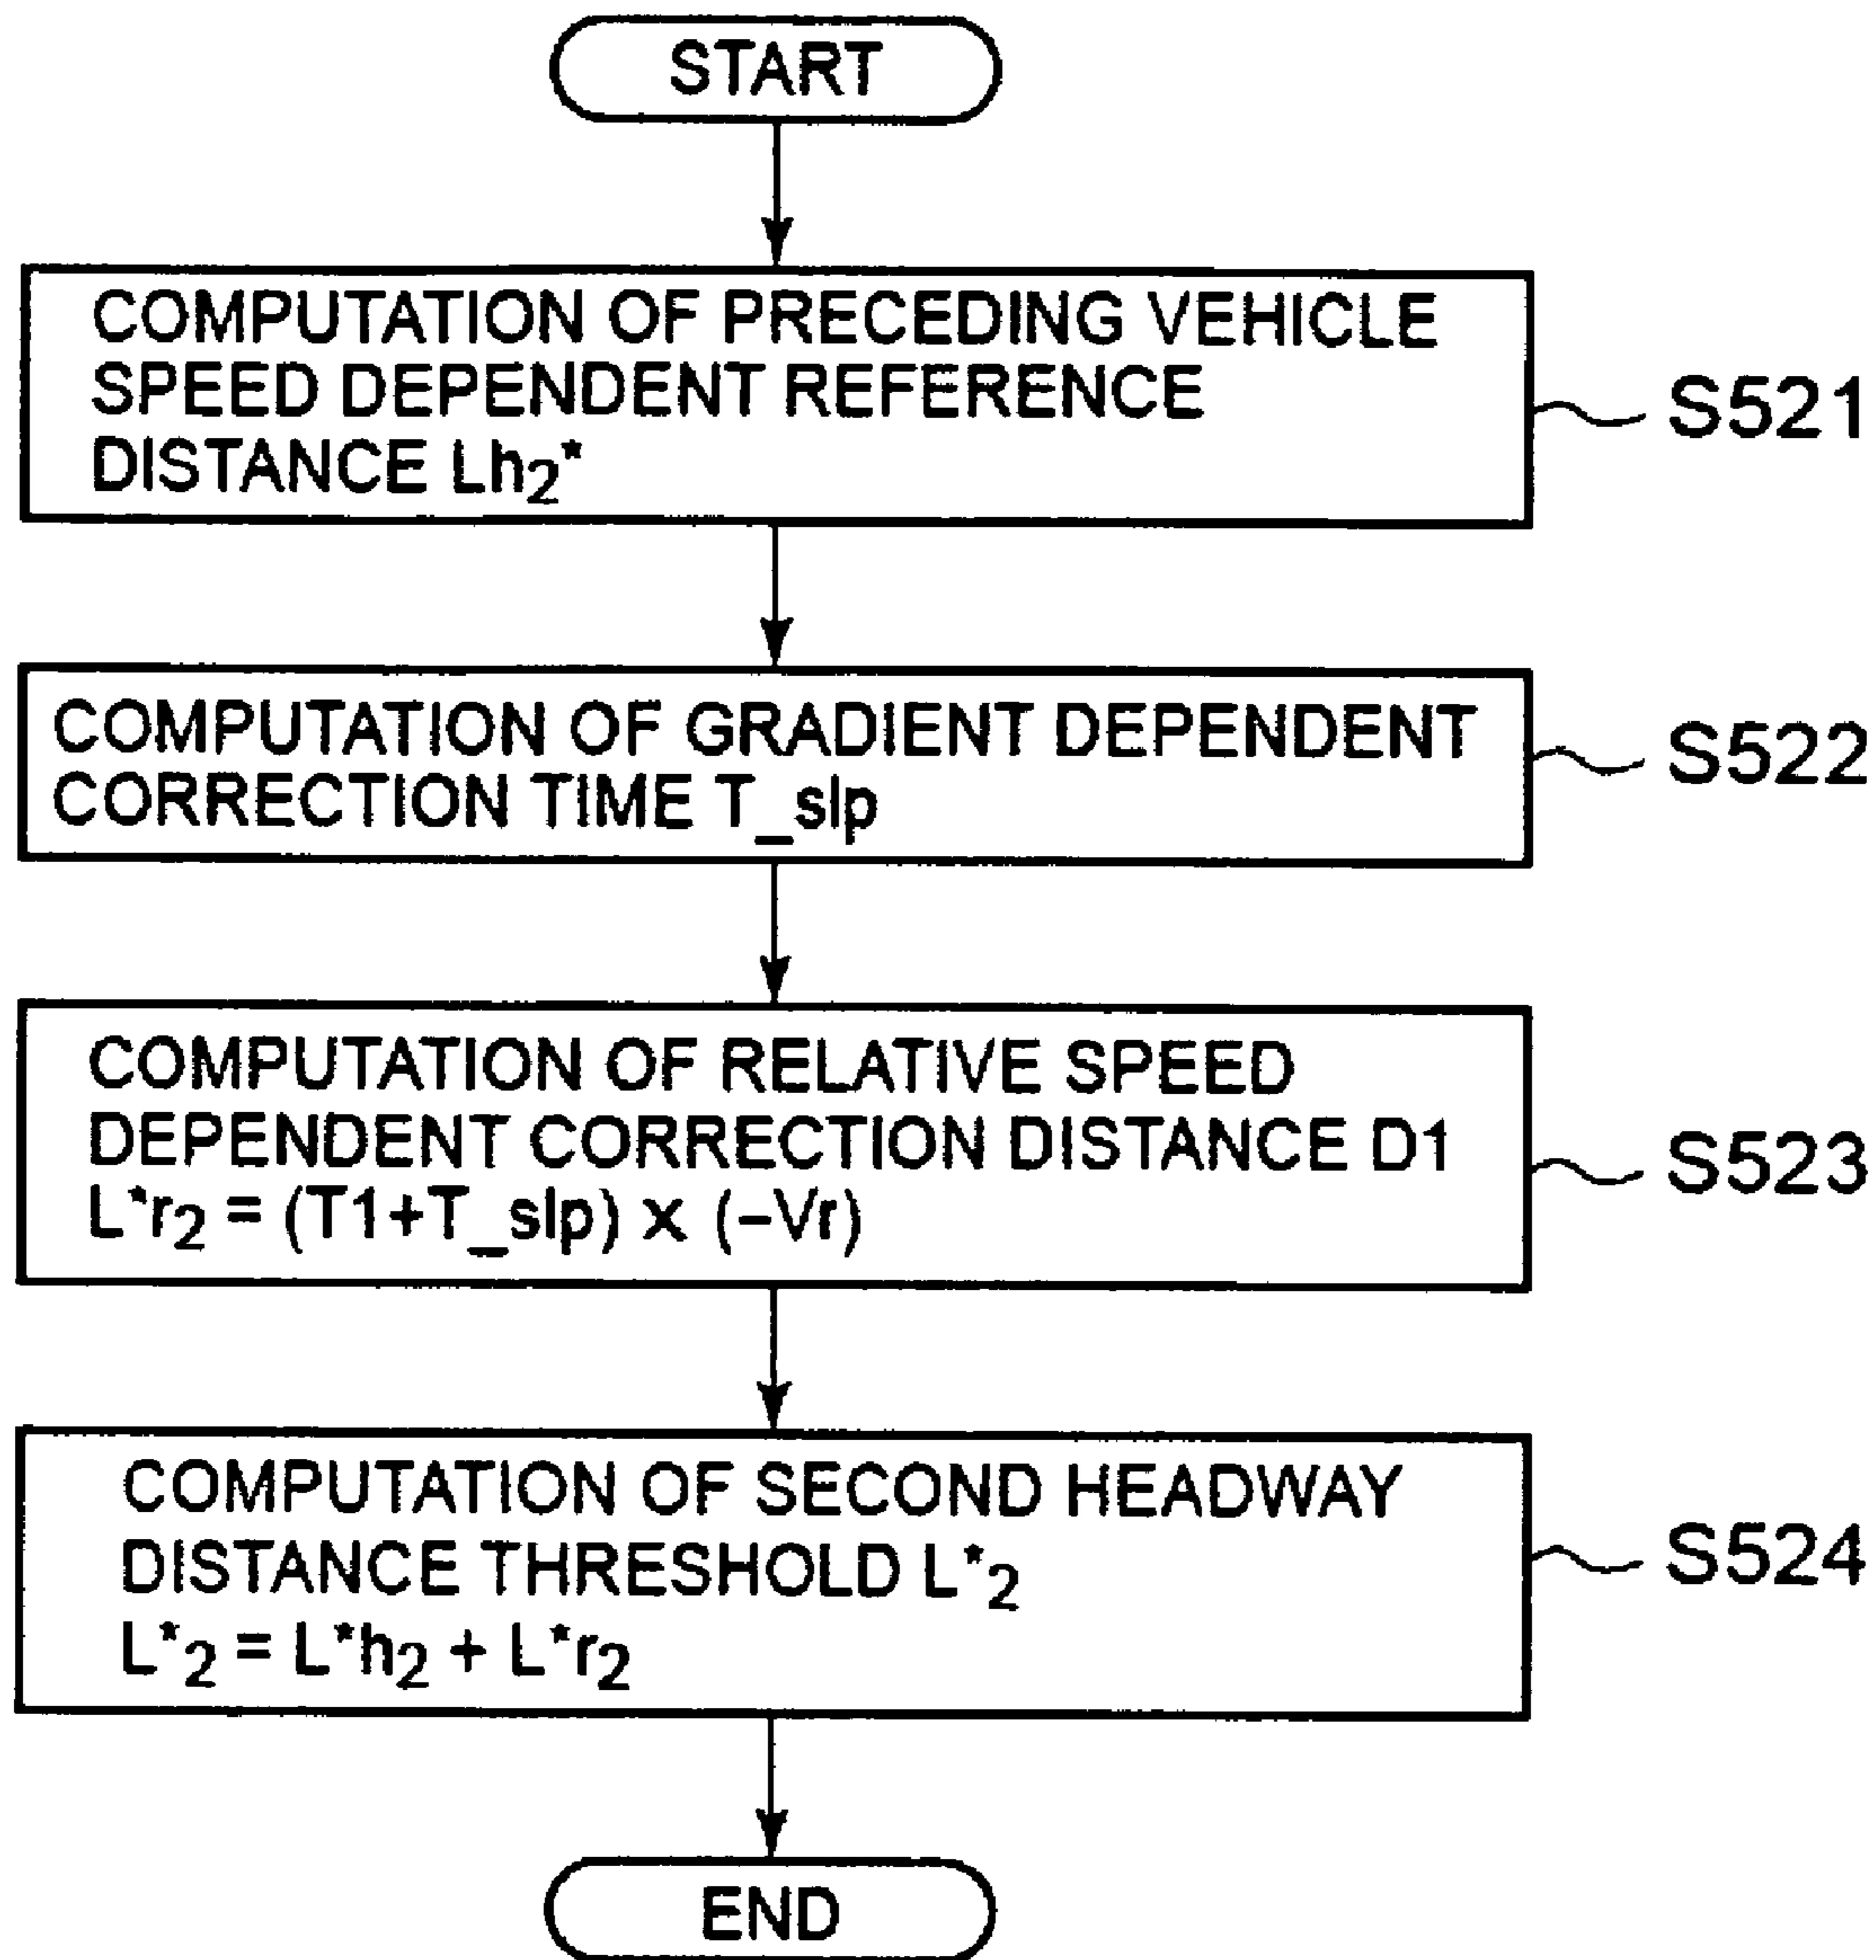 START
COMPUTATION OF PRECEDING VEHICLE
SPEED DEPENDENT REFERENCE
DISTANCE Lh₂*
S521
COMPUTATION OF GRADIENT DEPENDENT
CORRECTION TIME T_slp
S522
COMPUTATION OF RELATIVE SPEED
DEPENDENT CORRECTION DISTANCE D1
L*r₂ = (T1+T_slp) x (–Vr)
S523
COMPUTATION OF SECOND HEADWAY
DISTANCE THRESHOLD L*₂
L*₂ = L*h₂ + L*r₂
S524
END